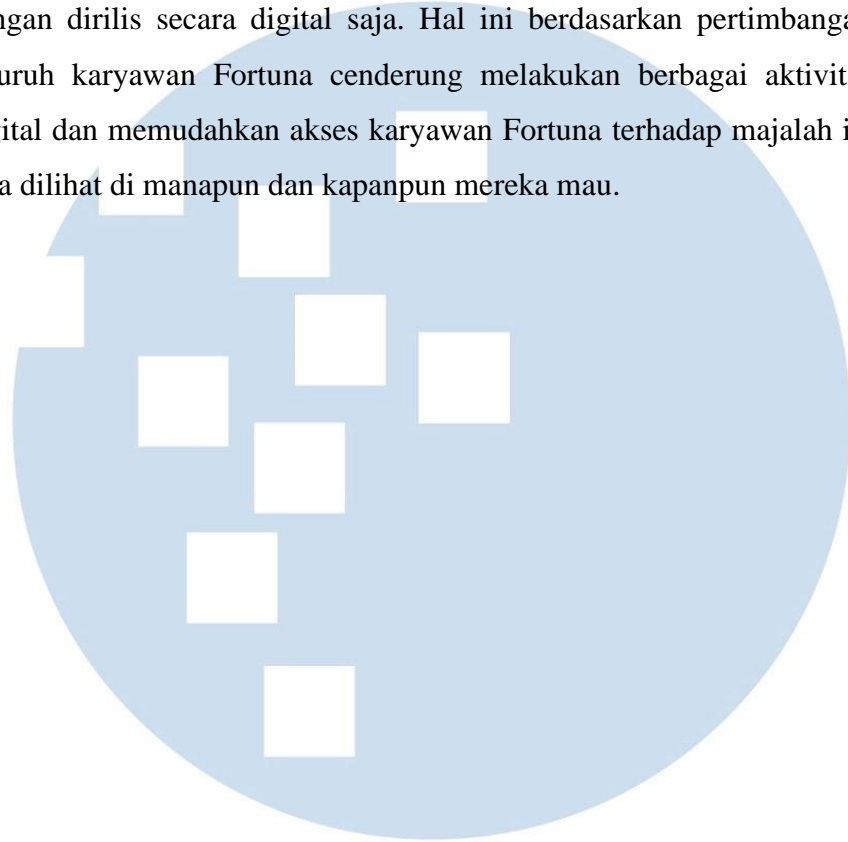 ngan dirilis secara digital saja. Hal ini berdasarkan pertimbanga
uruh karyawan Fortuna cenderung melakukan berbagai aktivit
gital dan memudahkan akses karyawan Fortuna terhadap majalah i
a dilihat di manapun dan kapanpun mereka mau.